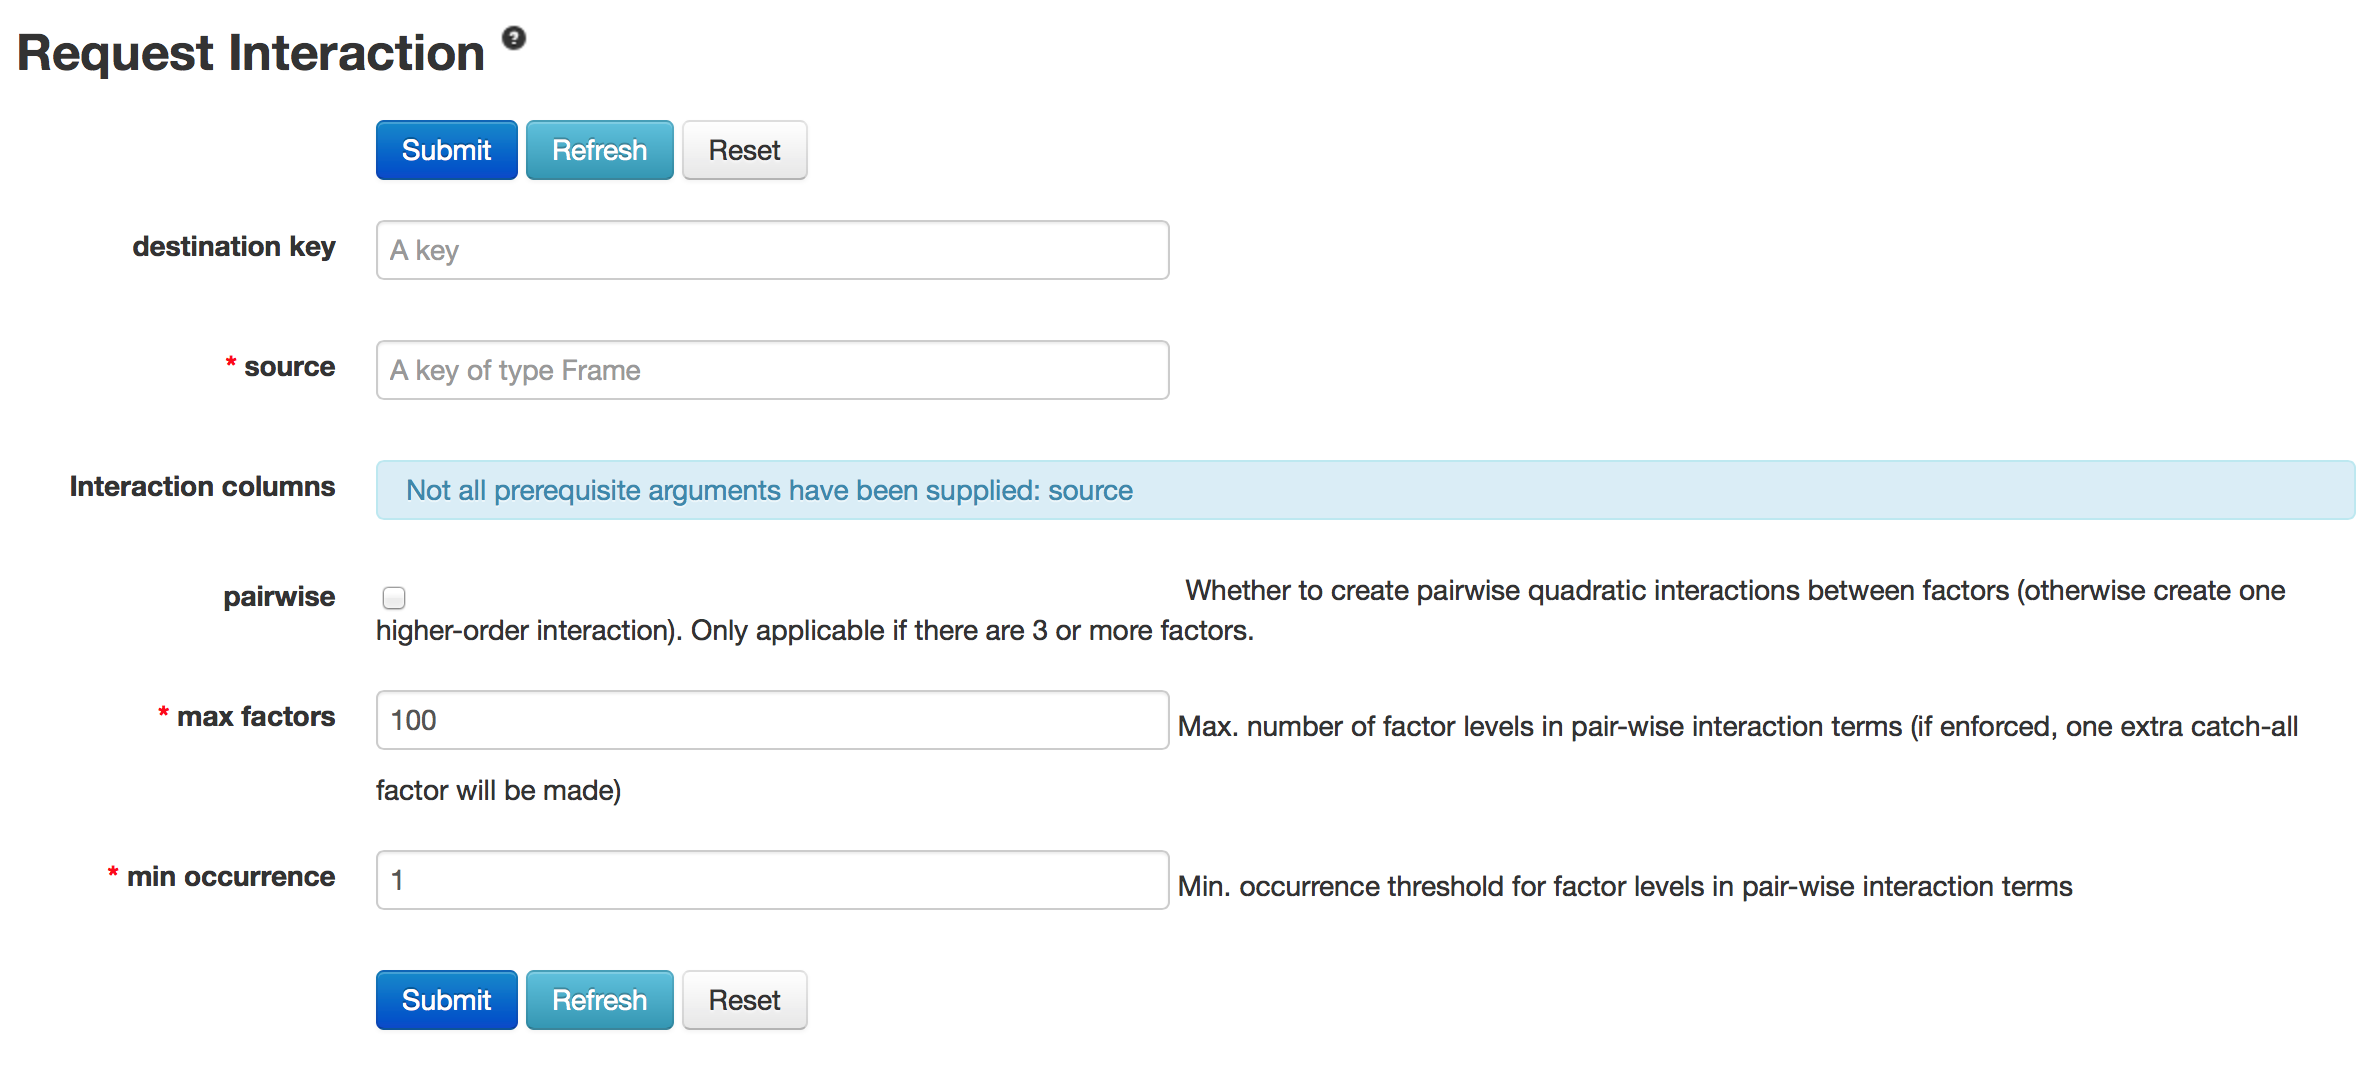 Request Interaction ?
Submit Refresh Reset
destination key A key
* source A key of type Frame
Interaction columns Not all prerequisite arguments have been supplied: source
pairwise Whether to create pairwise quadratic interactions between factors (otherwise create one
higher-order interaction). Only applicable if there are 3 or more factors.
* max factors 100 Max. number of factor levels in pair-wise interaction terms (if enforced, one extra catch-all
factor will be made)
* min occurrence 1 Min. occurrence threshold for factor levels in pair-wise interaction terms
Submit Refresh Reset